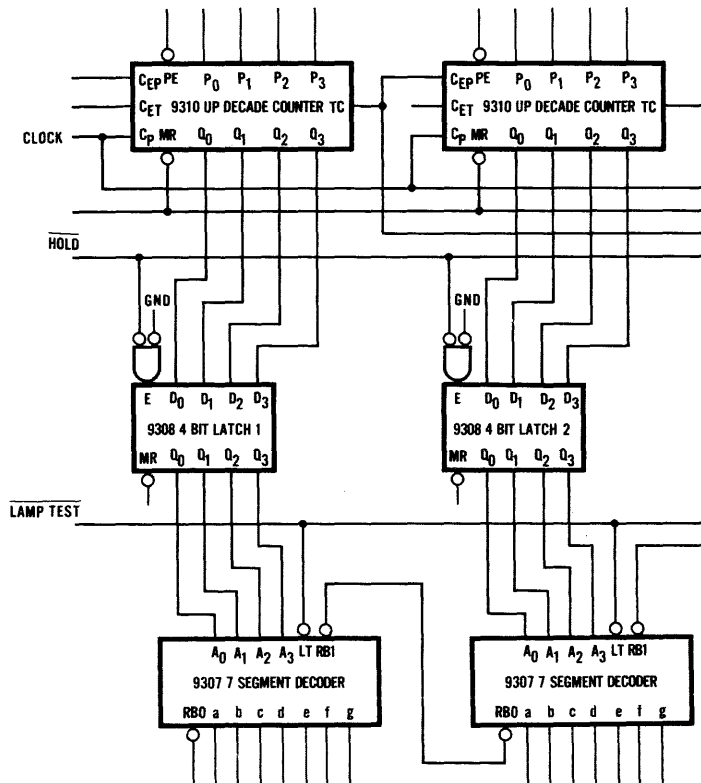 CEP PE P0 P1 P2 P3
CET 9310 UP DECADE COUNTER TC
CP MR Q0 Q1 Q2 Q3
CEP PE P0 P1 P2 P3
CET 9310 UP DECADE COUNTER TC
CP MR Q0 Q1 Q2 Q3
CLOCK
HOLD
GND
GND
E D0 D1 D2 D3
9308 4 BIT LATCH 1
MR Q0 Q1 Q2 Q3
E D0 D1 D2 D3
9308 4 BIT LATCH 2
MR Q0 Q1 Q2 Q3
LAMP TEST
A0 A1 A2 A3 LT RB1
9307 7 SEGMENT DECODER
RBO a b c d e f g
A0 A1 A2 A3 LT RB1
9307 7 SEGMENT DECODER
RBO a b c d e f g